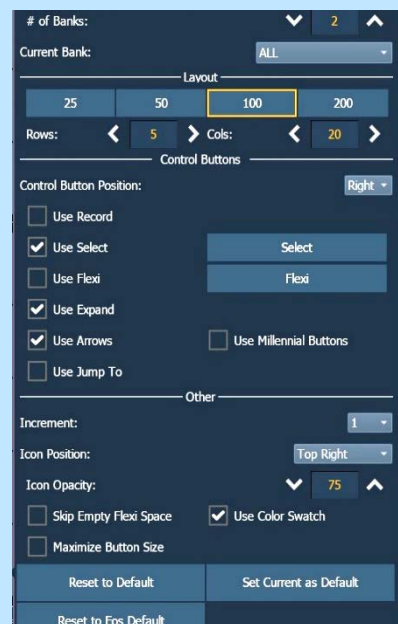 # of Banks: 2
Current Bank: ALL
Layout
25 50 100 200
Rows: 5 Cols: 20
Control Buttons
Control Button Position: Right
Use Record
Use Select Select
Use Flexi Flexi
Use Expand
Use Arrows Use Millennial Buttons
Use Jump To
Other
Increment: 1
Icon Position: Top Right
Icon Opacity: 75
Skip Empty Flexi Space Use Color Swatch
Maximize Button Size
Reset to Default Set Current as Default
Reset to Eos Default